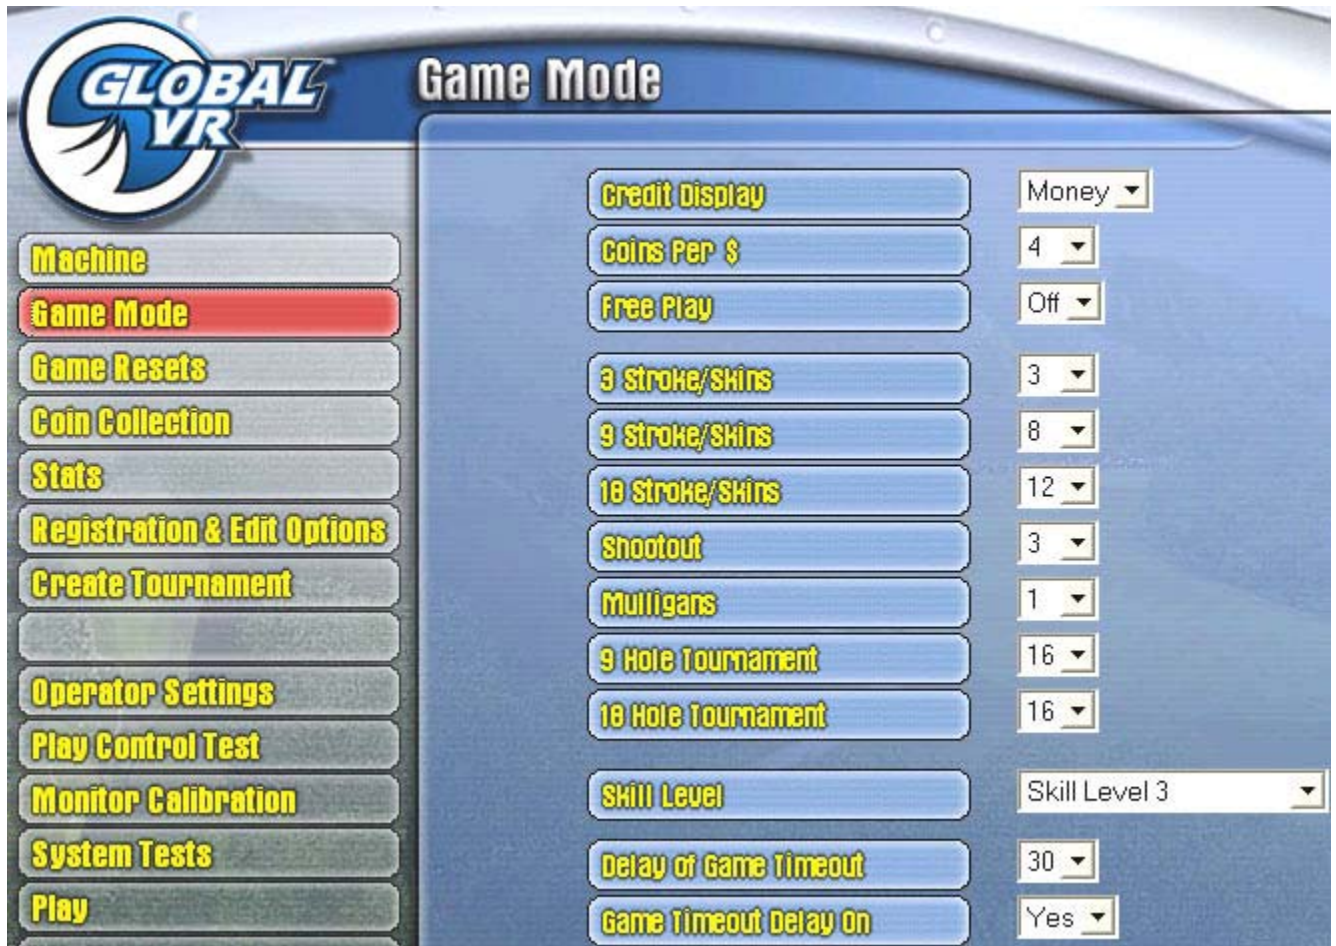 GLOBAL VR
Game Mode
Machine
Game Mode
Game Resets
Coin Collection
Stats
Registration & Edit Options
Create Tournament
Operator Settings
Play Control Test
Monitor Calibration
System Tests
Play
Credit Display Money
Coins Per $ 4
Free Play Off
3 Stroke/Skins 3
9 Stroke/Skins 8
18 Stroke/Skins 12
Shootout 3
Mulligans 1
9 Hole Tournament 16
18 Hole Tournament 16
Skill Level Skill Level 3
Delay of Game Timeout 30
Game Timeout Delay On Yes